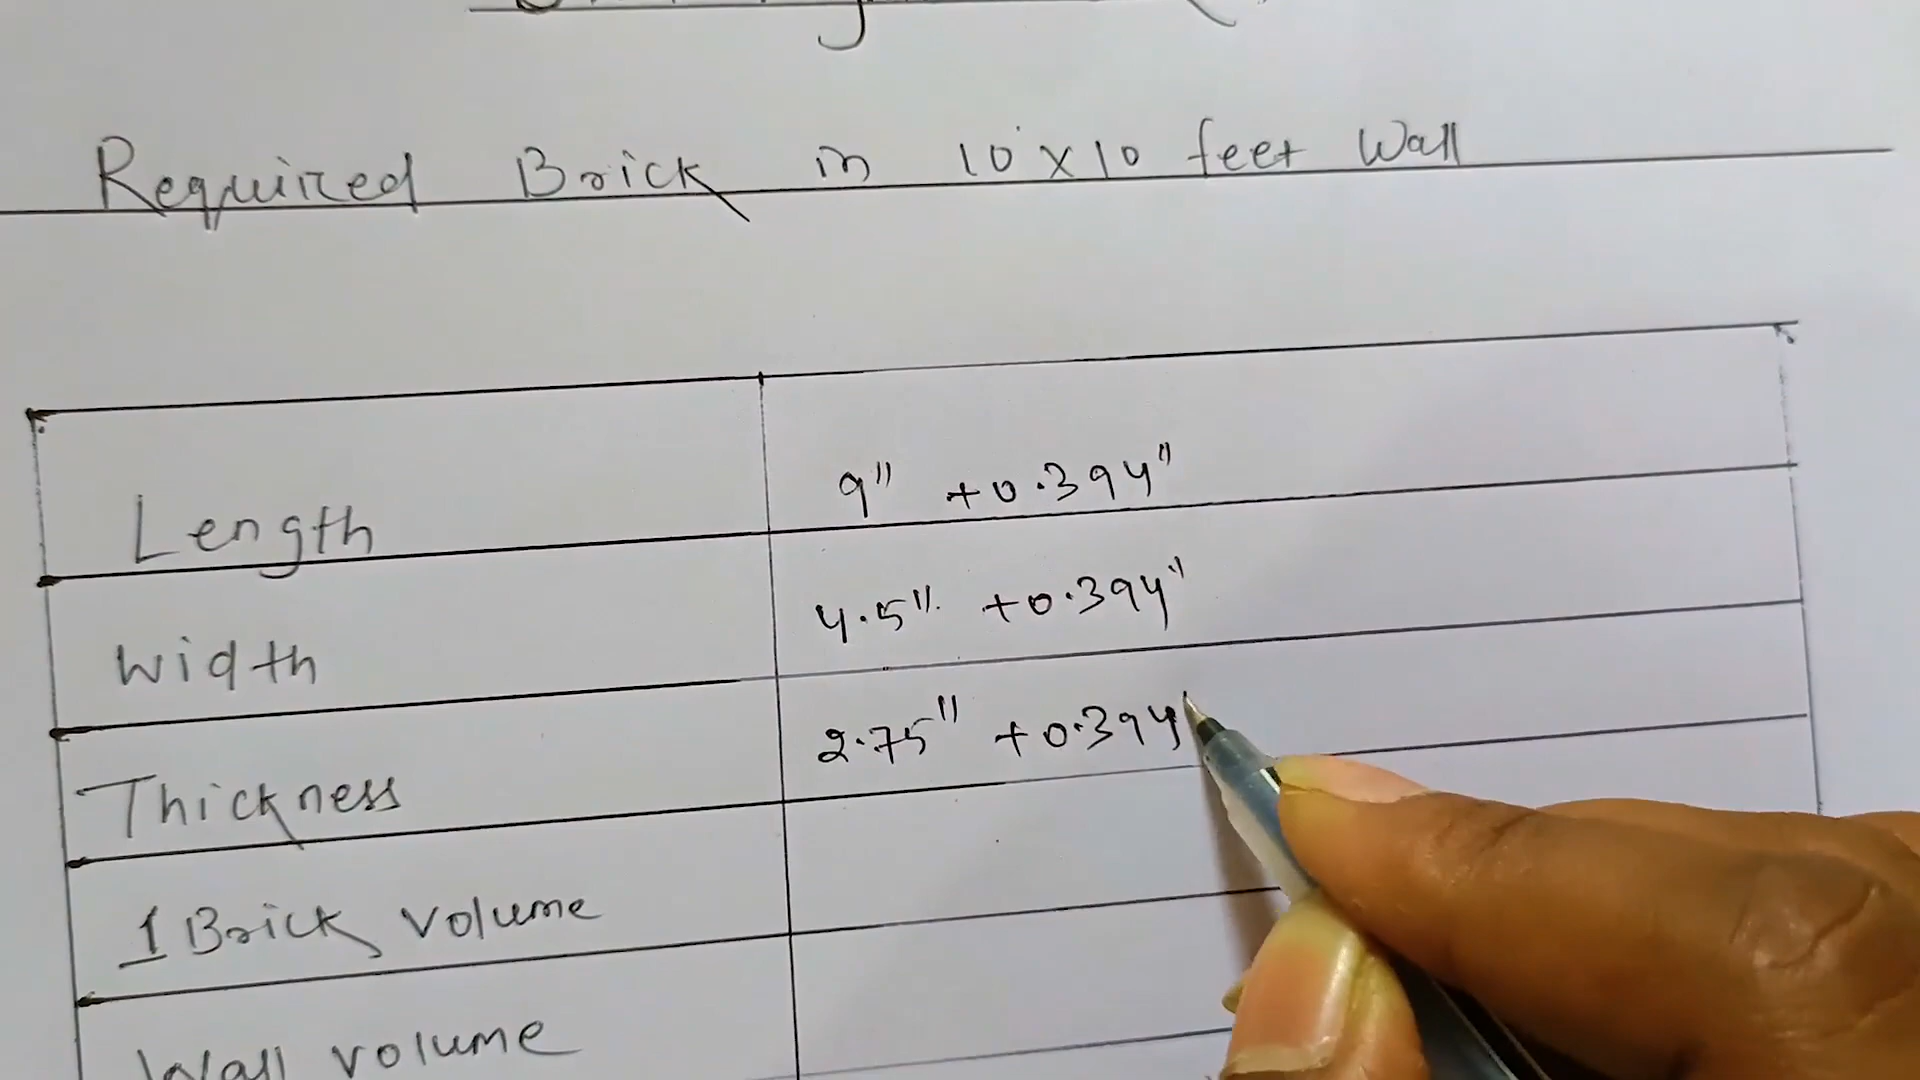 Required Brick in 10'x10 feet Wall
Length 9" +0.394"
Width 4.5" +0.394"
Thickness 2.75" +0.394
1 Brick volume
Wall volume